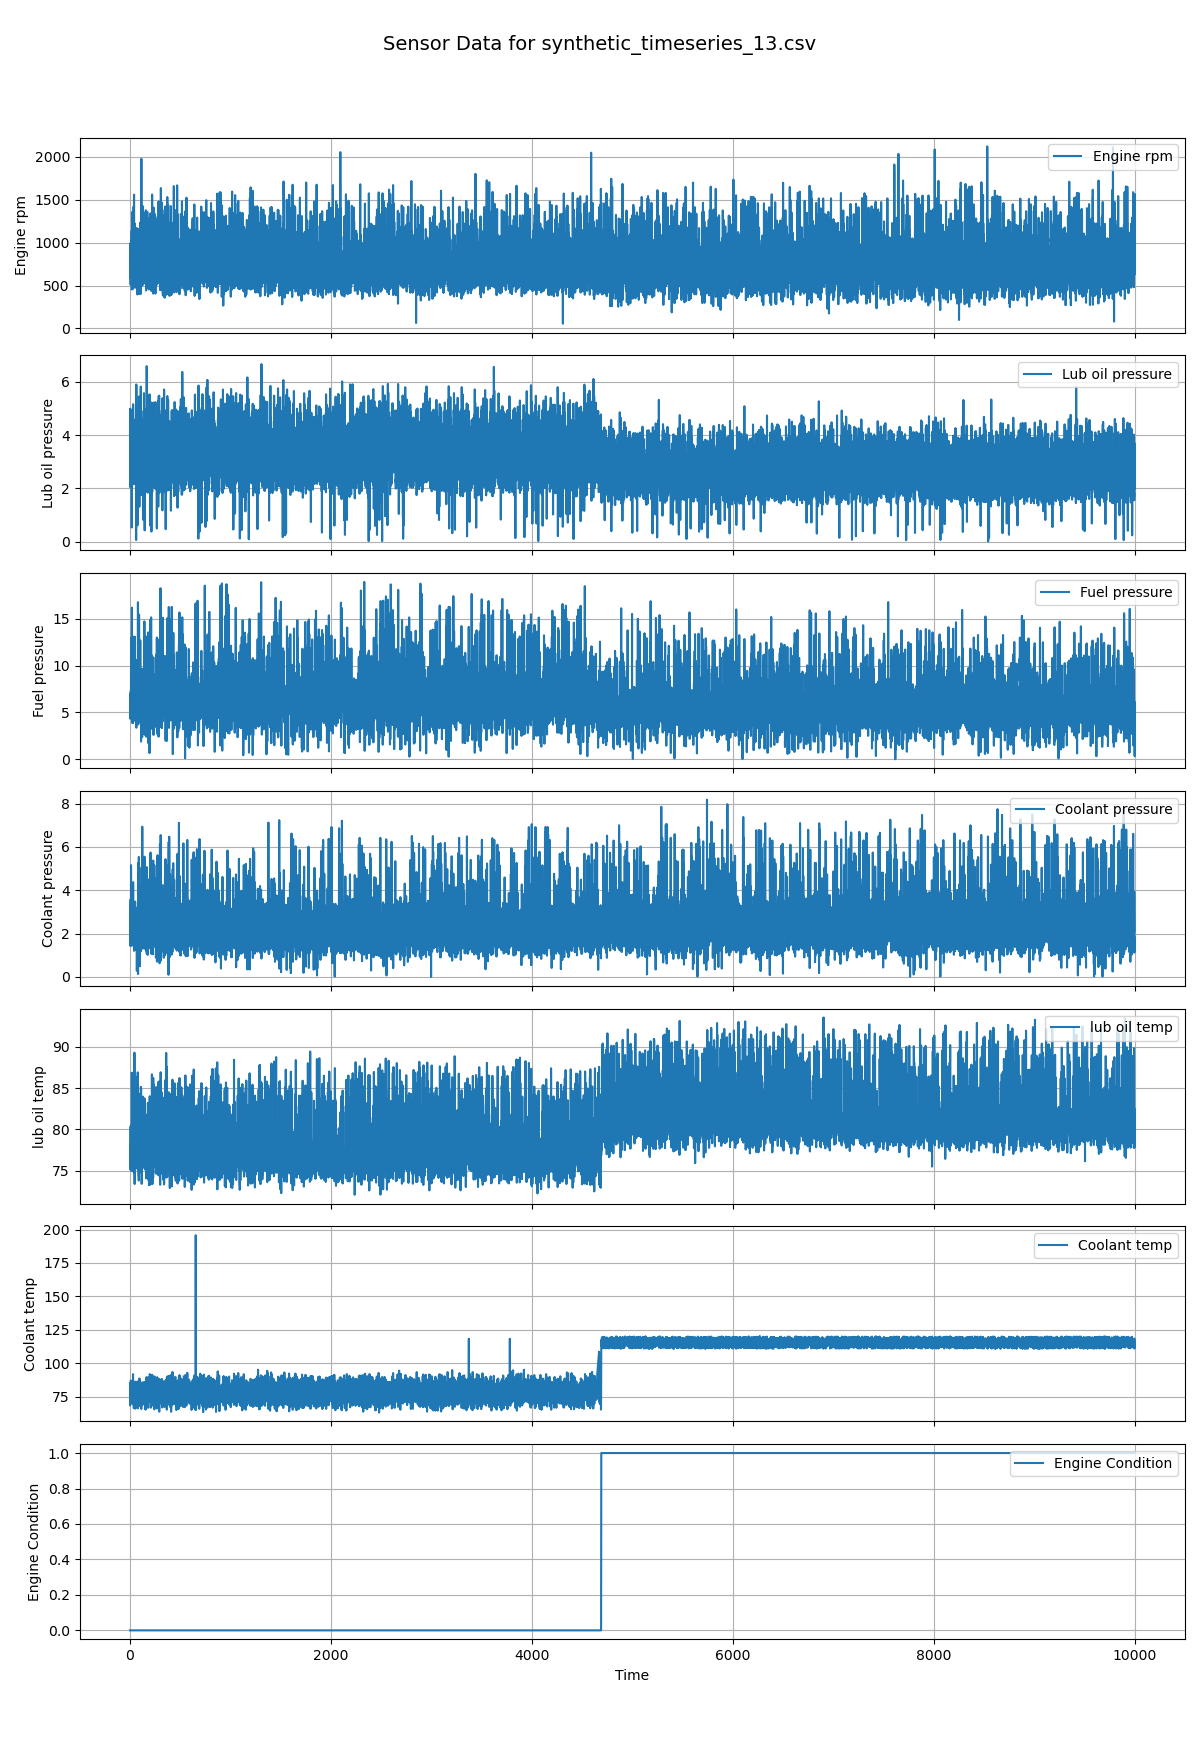 Sensor Data for synthetic_timeseries_13.csv
2000
1500
1000
500
0
Engine rpm
Engine rpm
6
4
2
0
Lub oil pressure
Lub oil pressure
15
10
5
0
Fuel pressure
Fuel pressure
8
6
4
2
0
Coolant pressure
Coolant pressure
90
85
80
75
lub oil temp
lub oil temp
200
175
150
125
100
75
Coolant temp
Coolant temp
1.0
0.8
0.6
0.4
0.2
0.0
Engine Condition
Engine Condition
0 2000 4000 6000 8000 10000
Time